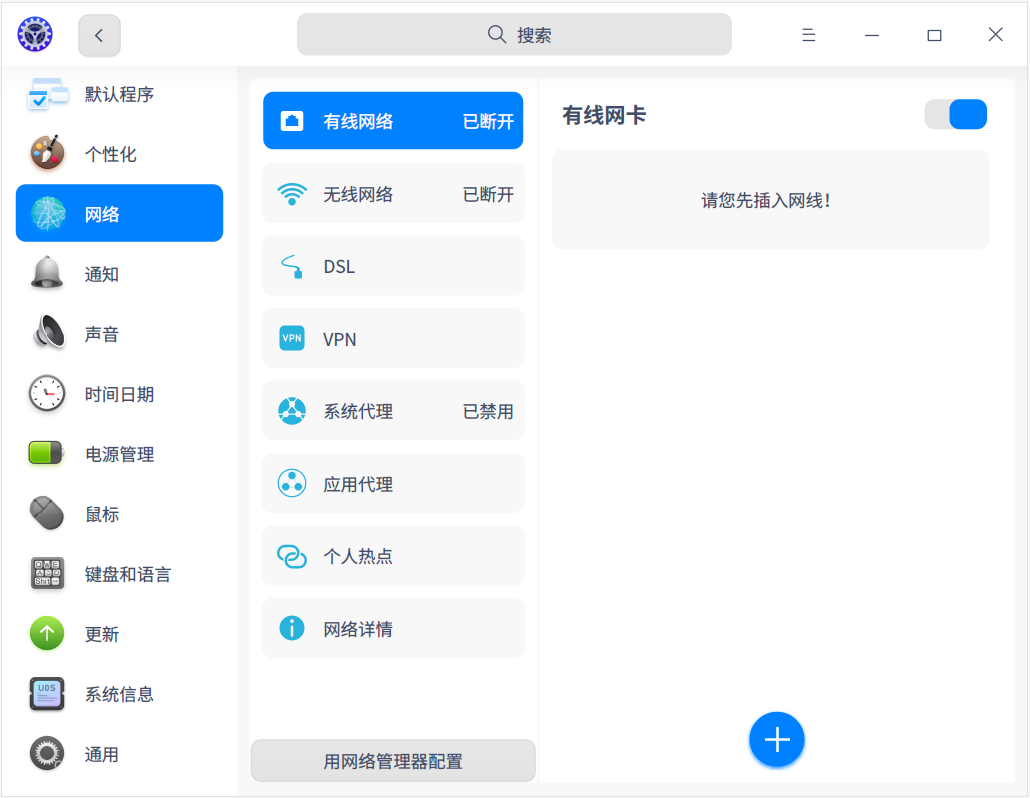 搜索
默认程序
个性化
网络
通知
声音
时间日期
电源管理
鼠标
键盘和语言
更新
UOS
系统信息
通用
有线网络 已断开
无线网络 已断开
DSL
VPN VPN
系统代理 已禁用
应用代理
个人热点
网络详情
用网络管理器配置
有线网卡
请您先插入网线！